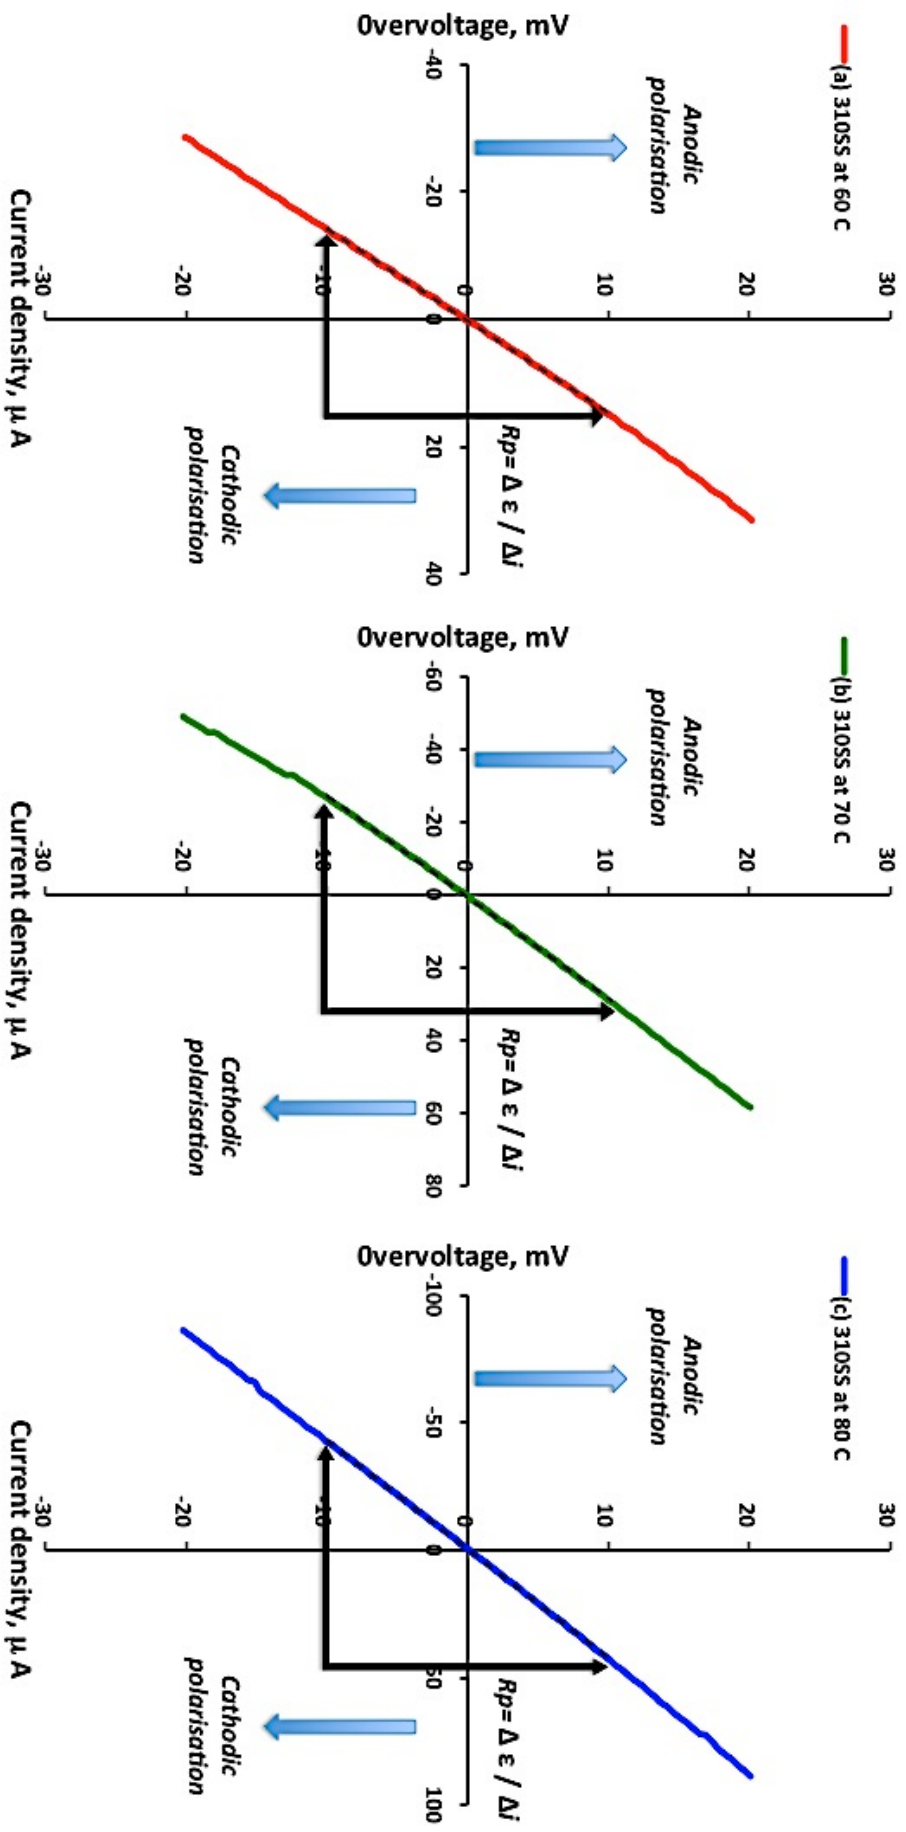 (a) 310SS at 60 C
Anodic
polarisation
0vervoltage, mV
30
20
10
0
-10
-20
-30
-40
-20
0
20
40
Rp= Δ ε / Δi
Cathodic
polarisation
Current density, μ A
(b) 310SS at 70 C
Anodic
polarisation
0vervoltage, mV
30
20
10
0
-10
-20
-30
-60
-40
-20
0
20
40
60
80
Rp= Δ ε / Δi
Cathodic
polarisation
Current density, μ A
(c) 310SS at 80 C
Anodic
polarisation
0vervoltage, mV
30
20
10
0
-10
-20
-30
-100
-50
0
50
100
Rp= Δ ε / Δi
Cathodic
polarisation
Current density, μ A